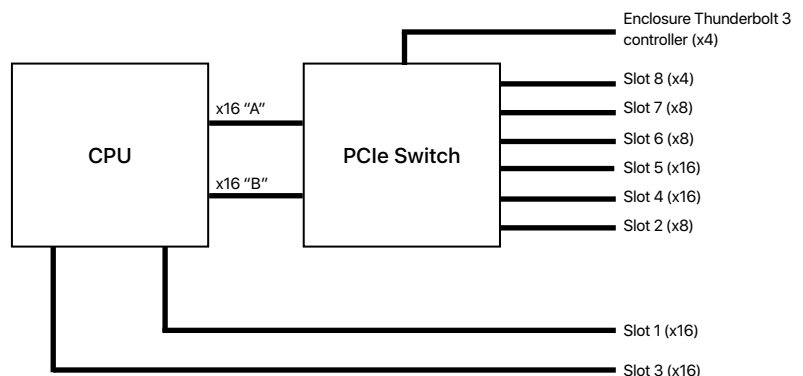 Enclosure Thunderbolt 3
controller (x4)
CPU
x16 “A”
x16 “B”
PCIe Switch
Slot 8 (x4)
Slot 7 (x8)
Slot 6 (x8)
Slot 5 (x16)
Slot 4 (x16)
Slot 2 (x8)
Slot 1 (x16)
Slot 3 (x16)